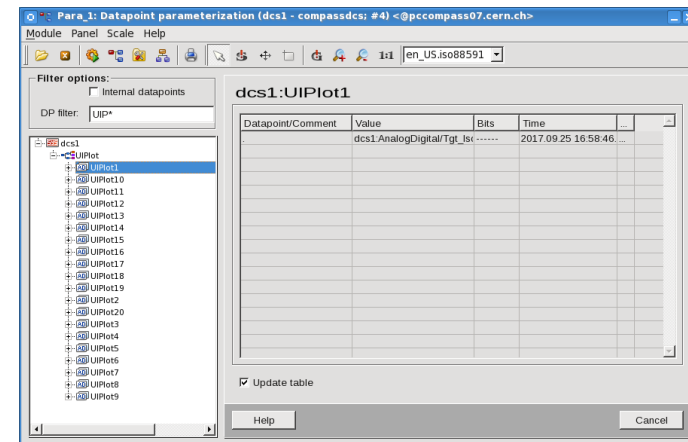 Para_1: Datapoint parameterization (dcs1 - compassdcs; #4) <@pccompass07.cern.ch>
Module Panel Scale Help
1:1 en_US.iso88591
Filter options:
Internal datapoints
DP filter: UIP*
dcs1
UIPlot
UIPlot1
UIPlot10
UIPlot11
UIPlot12
UIPlot13
UIPlot14
UIPlot15
UIPlot16
UIPlot17
UIPlot18
UIPlot19
UIPlot2
UIPlot20
UIPlot3
UIPlot4
UIPlot5
UIPlot6
UIPlot7
UIPlot8
UIPlot9
dcs1:UIPlot1
Datapoint/Comment Value Bits Time ...
. dcs1:AnalogDigital/Tgt_Iso ------ 2017.09.25 16:58:46. ...
Update table
Help Cancel